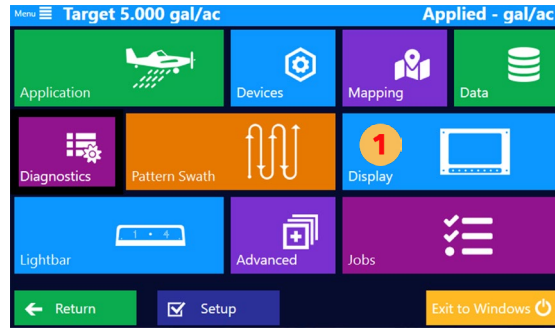 Menu Target 5.000 gal/ac Applied - gal/ac
Application Devices Mapping Data
1
Diagnostics Pattern Swath Display
1 • 4
Lightbar Advanced Jobs
Return Setup Exit to Windows